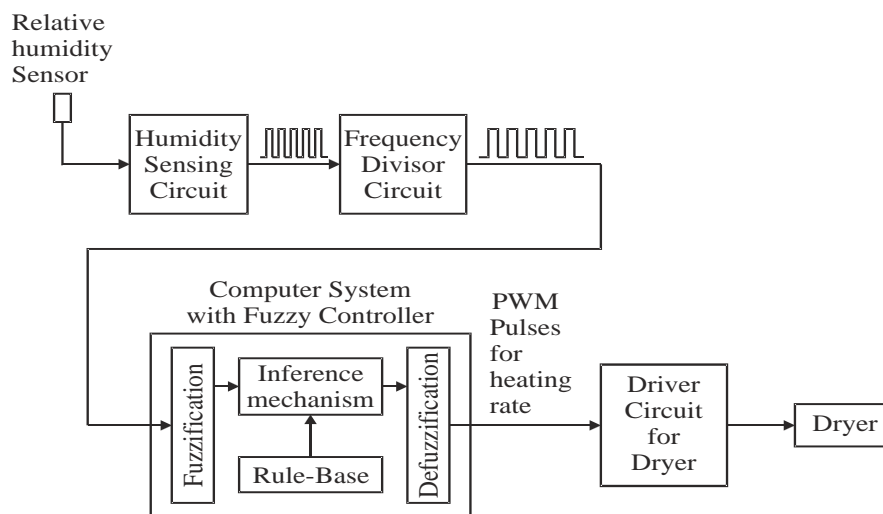 Relative
humidity
Sensor
Humidity
Sensing
Circuit
Frequency
Divisor
Circuit
Computer System
with Fuzzy Controller
Fuzzification
Inference
mechanism
Rule-Base
Defuzzification
PWM
Pulses
for
heating
rate
Driver
Circuit
for
Dryer
Dryer